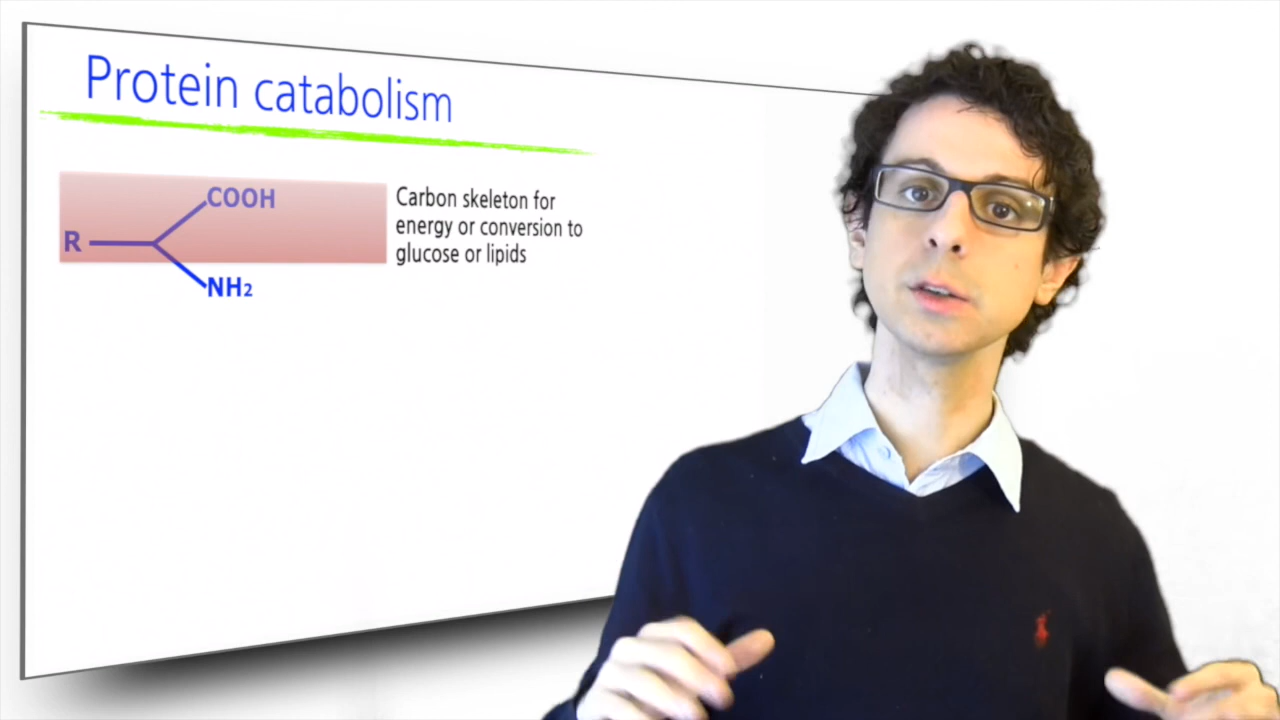 Protein catabolism
COOH
R
NH2
Carbon skeleton for
energy or conversion to
glucose or lipids